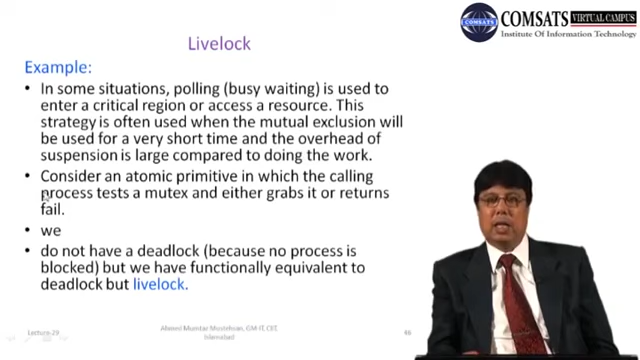 COMSATS VIRTUAL CAMPUS
Institute Of Information Technology
Livelock
Example:
• In some situations, polling (busy waiting) is used to
enter a critical region or access a resource. This
strategy is often used when the mutual exclusion will
be used for a very short time and the overhead of
suspension is large compared to doing the work.
• Consider an atomic primitive in which the calling
process tests a mutex and either grabs it or returns
fail.
• we
• do not have a deadlock (because no process is
blocked) but we have functionally equivalent to
deadlock but livelock.
Lecture-29
Ahmed Mumtaz Mustehsan, GM-IT, CIIT,
Islamabad
46